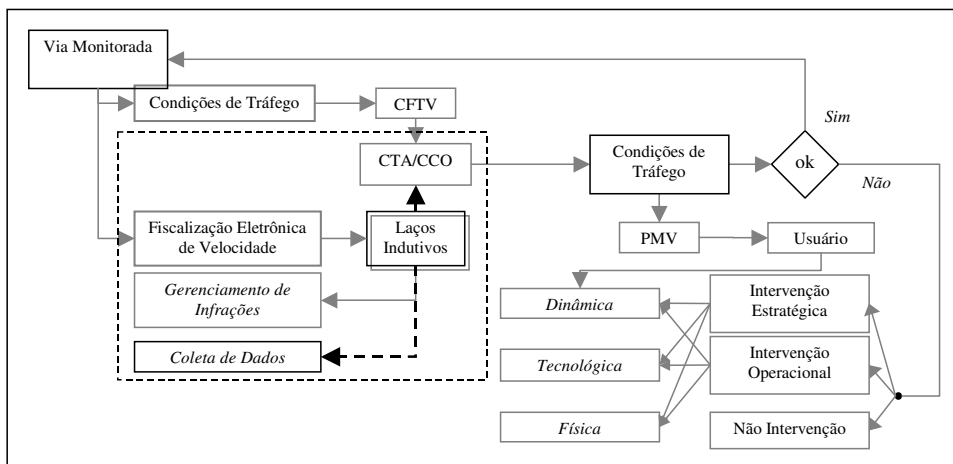 Via Monitorada
Condições de Tráfego
CFTV
Sim
CTA/CCO
Condições de
Tráfego
ok
Não
Fiscalização Eletrônica
de Velocidade
Laços
Indutivos
PMV
Usuário
Gerenciamento de
Infrações
Dinâmica
Intervenção
Estratégica
Coleta de Dados
Tecnológica
Intervenção
Operacional
Física
Não Intervenção